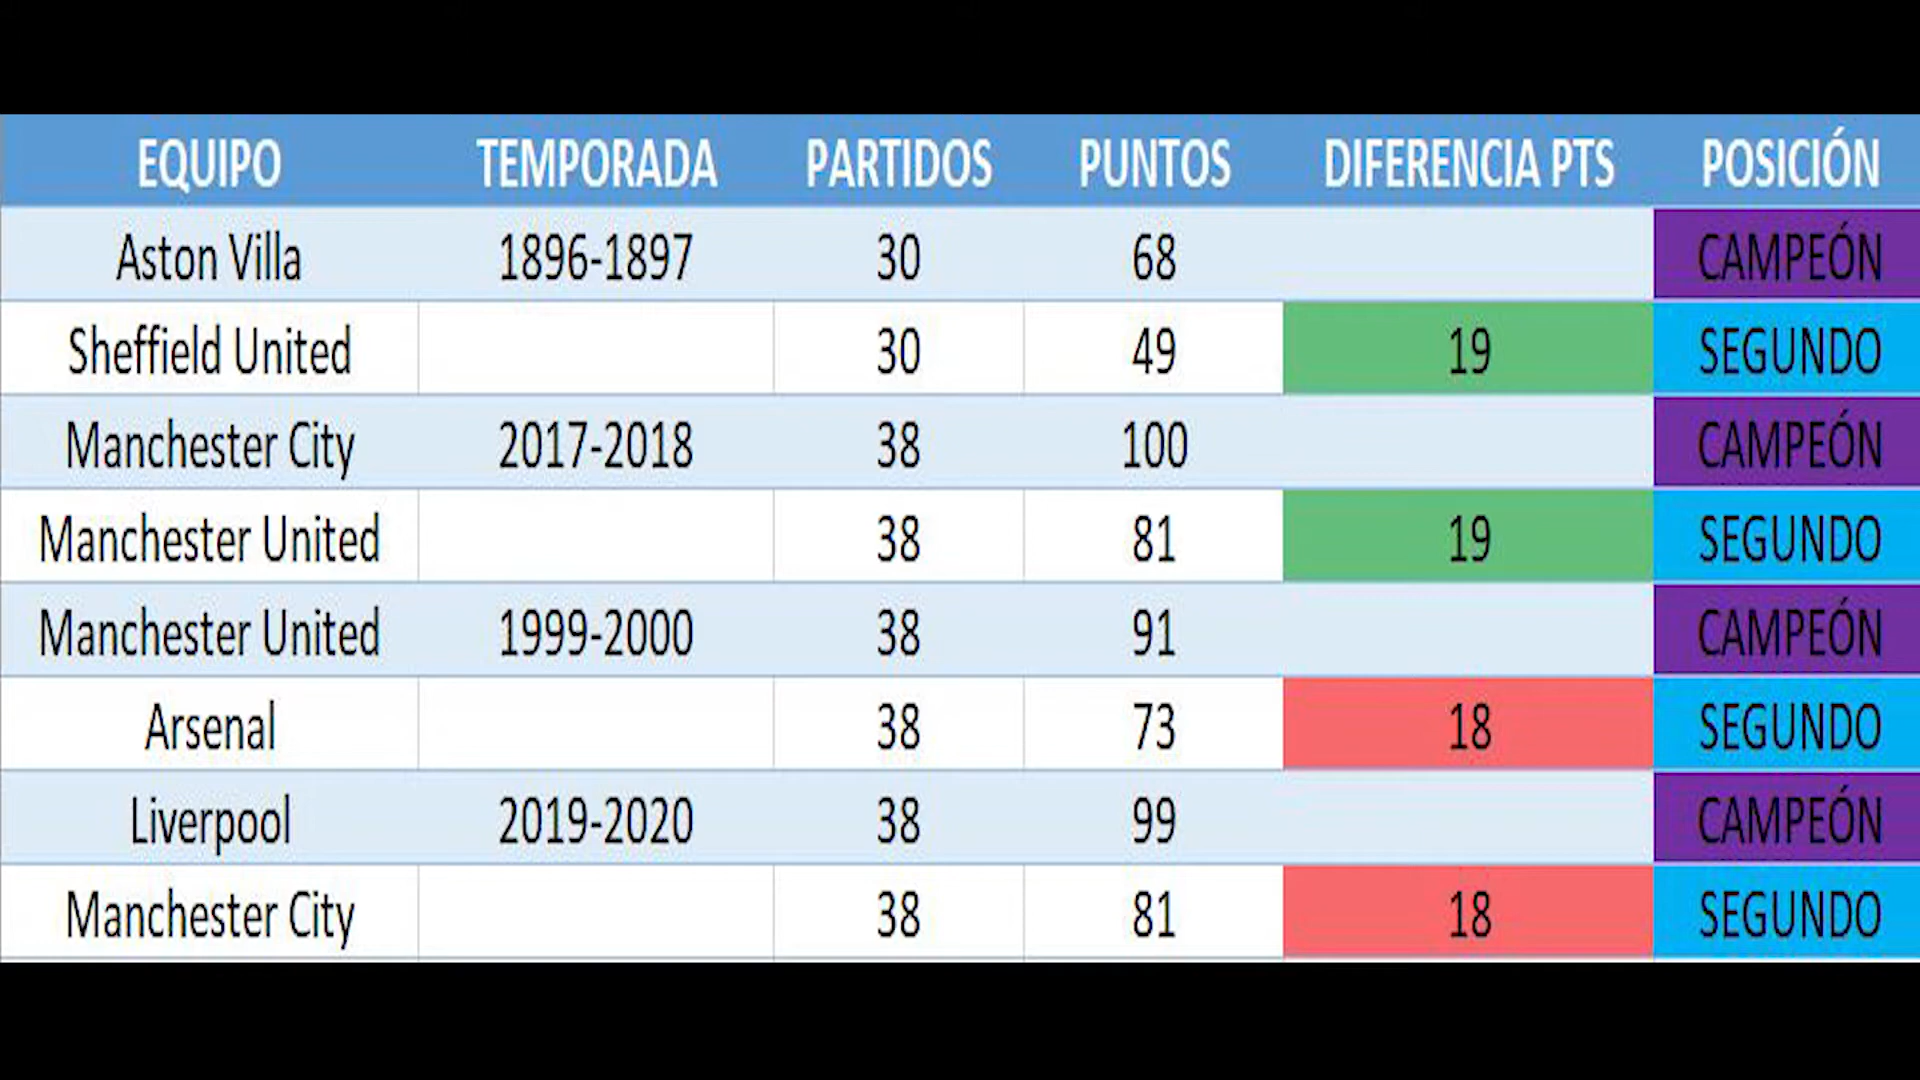 EQUIPO TEMPORADA PARTIDOS PUNTOS DIFERENCIA PTS POSICIÓN
Aston Villa 1896-1897 30 68 CAMPEÓN
Sheffield United 30 49 19 SEGUNDO
Manchester City 2017-2018 38 100 CAMPEÓN
Manchester United 38 81 19 SEGUNDO
Manchester United 1999-2000 38 91 CAMPEÓN
Arsenal 38 73 18 SEGUNDO
Liverpool 2019-2020 38 99 CAMPEÓN
Manchester City 38 81 18 SEGUNDO